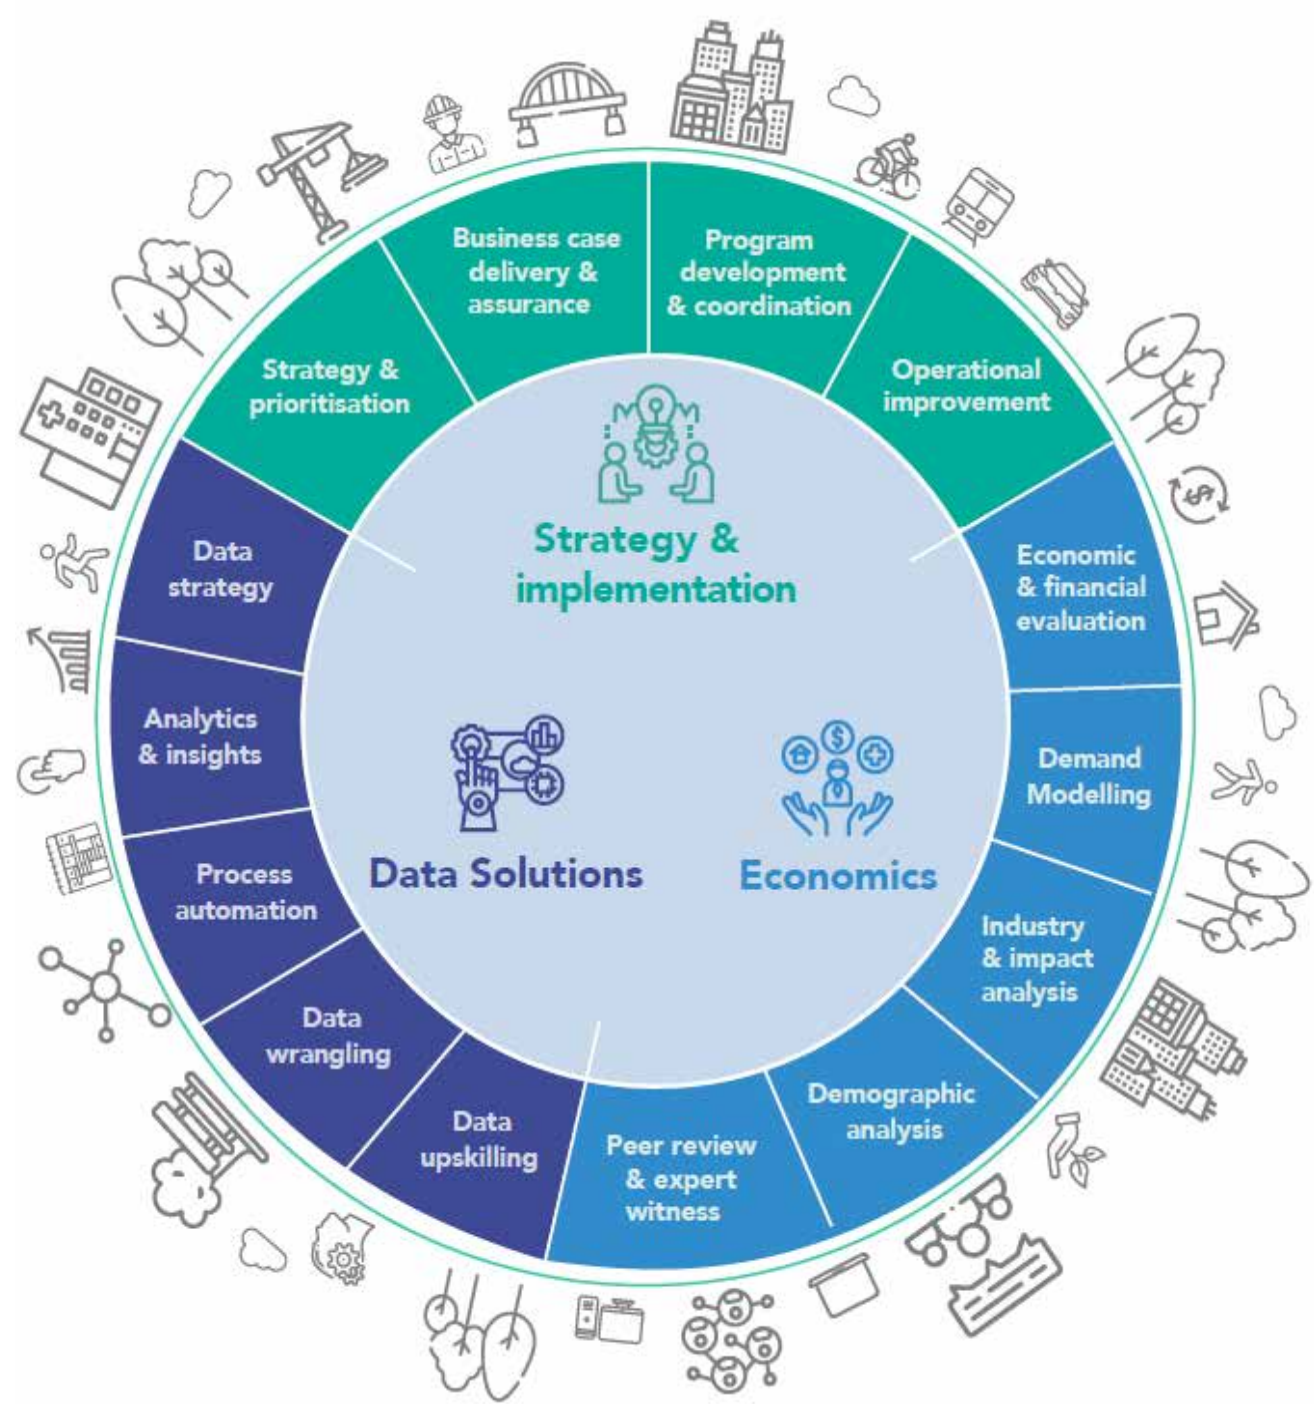 Business case
delivery &
assurance
Program
development
& coordination
Strategy &
prioritisation
Operational
improvement
Strategy &
implementation
Data
strategy
Economic
& financial
evaluation
Analytics
& insights
Demand
Modelling
Process
automation
Data Solutions
Economics
Industry
& impact
analysis
Data
wrangling
Demographic
analysis
Data
upskilling
Peer review
& expert
witness